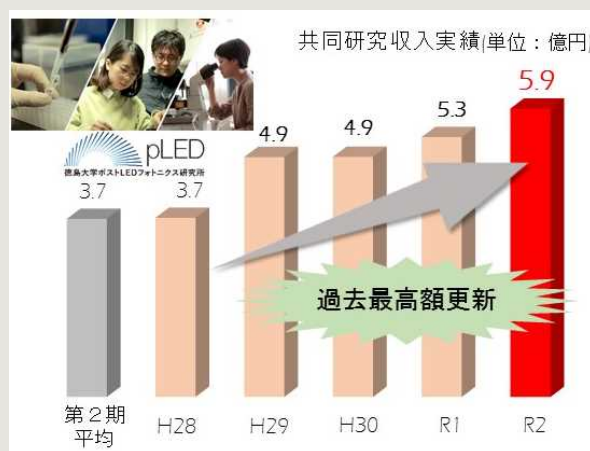 共同研究収入実績(単位：億円)
5.9
5.3
4.9
4.9
pLED
徳島大学ポストLEDフォトニクス研究所
3.7
3.7
過去最高額更新
第２期
平均
H28
H29
H30
R1
R2